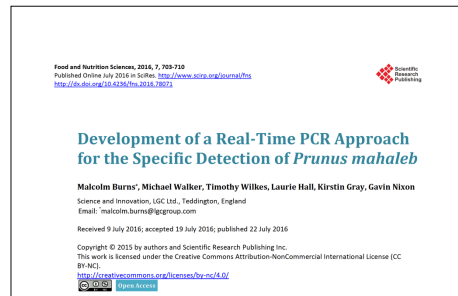 Food and Nutrition Sciences, 2016, 7, 703-710
Published Online July 2016 in SciRes. http://www.scirp.org/journal/fns
http://dx.doi.org/10.4236/fns.2016.78071
Scientific
Research
Publishing
Development of a Real-Time PCR Approach
for the Specific Detection of Prunus mahaleb
Malcolm Burns*, Michael Walker, Timothy Wilkes, Laurie Hall, Kirstin Gray, Gavin Nixon
Science and Innovation, LGC Ltd., Teddington, England
Email: *malcolm.burns@lgcgroup.com
Received 9 July 2016; accepted 19 July 2016; published 22 July 2016
Copyright © 2015 by authors and Scientific Research Publishing Inc.
This work is licensed under the Creative Commons Attribution-NonCommercial International License (CC
BY-NC).
http://creativecommons.org/licenses/by-nc/4.0/
Open Access